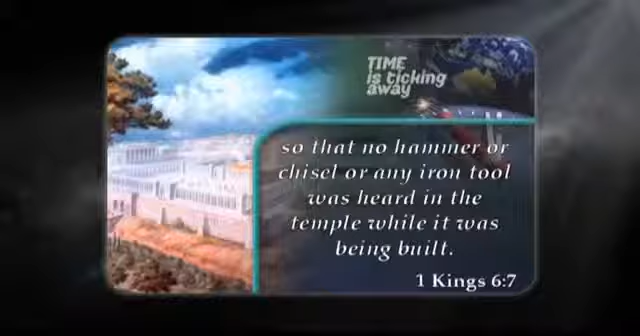 TIME
is ticking
away
so that no hammer or
chisel or any iron tool
was heard in the
temple while it was
being built.
1 Kings 6:7